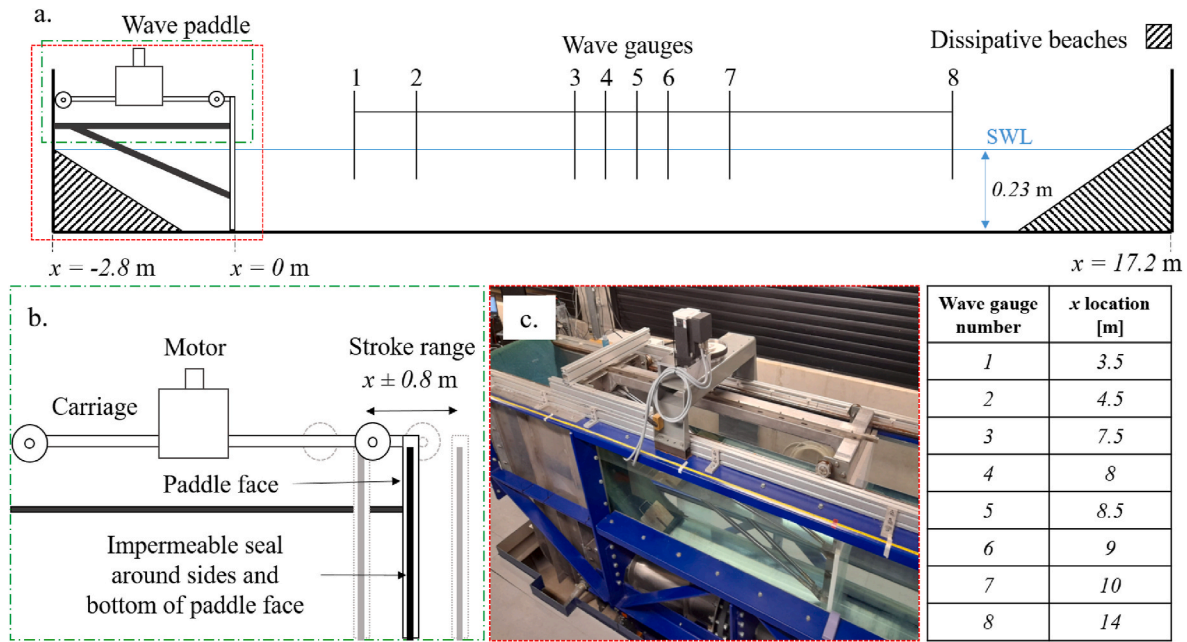 a.
Wave paddle
Wave gauges
Dissipative beaches
1 2 3 4 5 6 7 8
SWL
0.23 m
x = -2.8 m
x = 0 m
x = 17.2 m
b.
Motor
Stroke range
x ± 0.8 m
Carriage
Paddle face
Impermeable seal
around sides and
bottom of paddle face
c.
Wave gauge number x location [m]
1 3.5
2 4.5
3 7.5
4 8
5 8.5
6 9
7 10
8 14